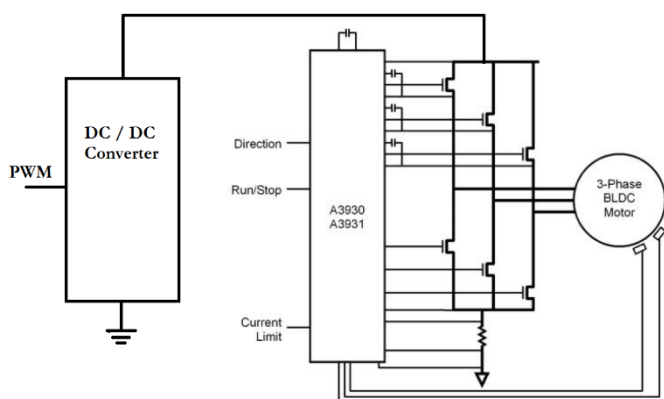 DC / DC
Converter
PWM
Direction
Run/Stop
A3930
A3931
Current
Limit
3-Phase
BLDC
Motor